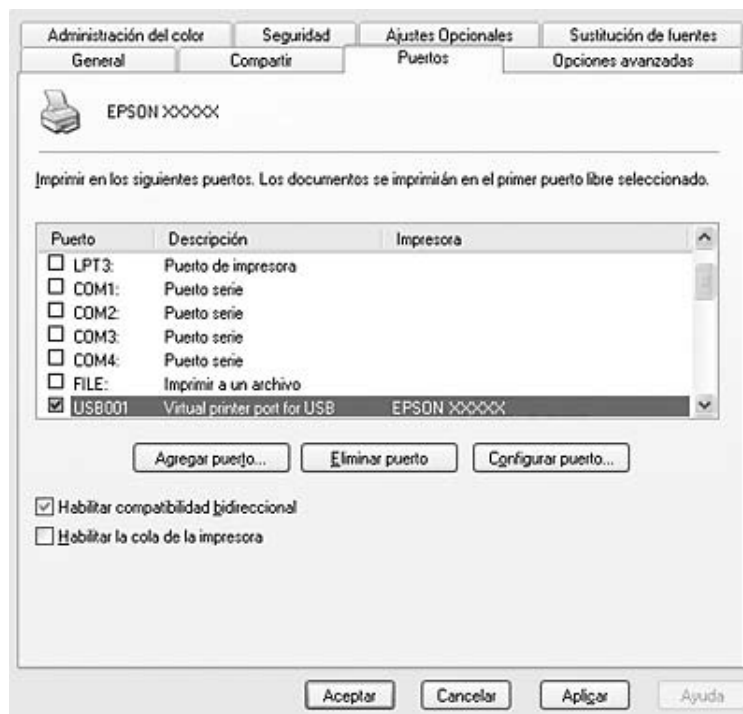 Administración del color Seguridad Ajustes Opcionales Sustitución de fuentes
General Compartir Puertos Opciones avanzadas
EPSON XXXXX
Imprimir en los siguientes puertos. Los documentos se imprimirán en el primer puerto libre seleccionado.
Puerto Descripción Impresora
LPT3: Puerto de impresora
COM1: Puerto serie
COM2: Puerto serie
COM3: Puerto serie
COM4: Puerto serie
FILE: Imprimir a un archivo
USB001 Virtual printer port for USB EPSON XXXXX
Agregar puerto... Eliminar puerto Configurar puerto...
Habilitar compatibilidad bidireccional
Habilitar la cola de la impresora
Aceptar Cancelar Aplicar Ayuda